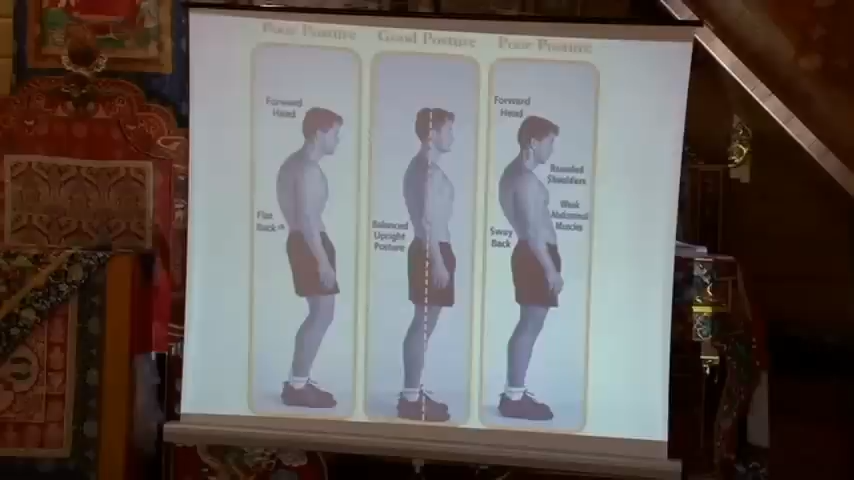 Poor Posture
Good Posture
Poor Posture
Forward
Head
Flat
Back
Balanced
Upright
Posture
Forward
Head
Rounded
Shoulders
Weak
Abdominal
Muscles
Sway
Back